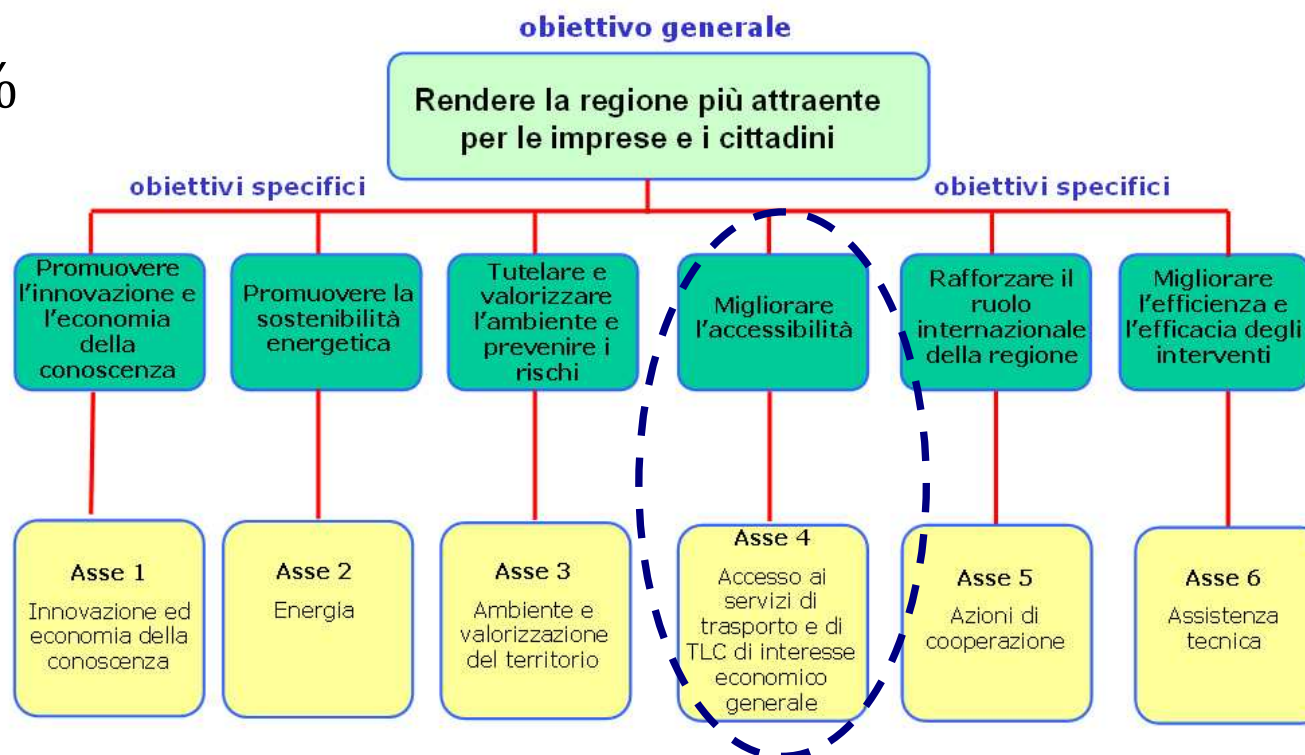 %
obiettivo generale
Rendere la regione più attraente
per le imprese e i cittadini
obiettivi specifici
obiettivi specifici
Promuovere
l'innovazione e
l'economia
della
conoscenza
Promuovere la
sostenibilità
energetica
Tutelare e
valorizzare
l'ambiente e
prevenire i
rischi
Migliorare
l'accessibilità
Rafforzare il
ruolo
internazionale
della regione
Migliorare
l'efficienza e
l'efficacia degli
interventi
Asse 1
Innovazione ed
economia della
conoscenza
Asse 2
Energia
Asse 3
Ambiente e
valorizzazione
del territorio
Asse 4
Accesso ai
servizi di
trasporto e di
TLC di interesse
economico
generale
Asse 5
Azioni di
cooperazione
Asse 6
Assistenza
tecnica